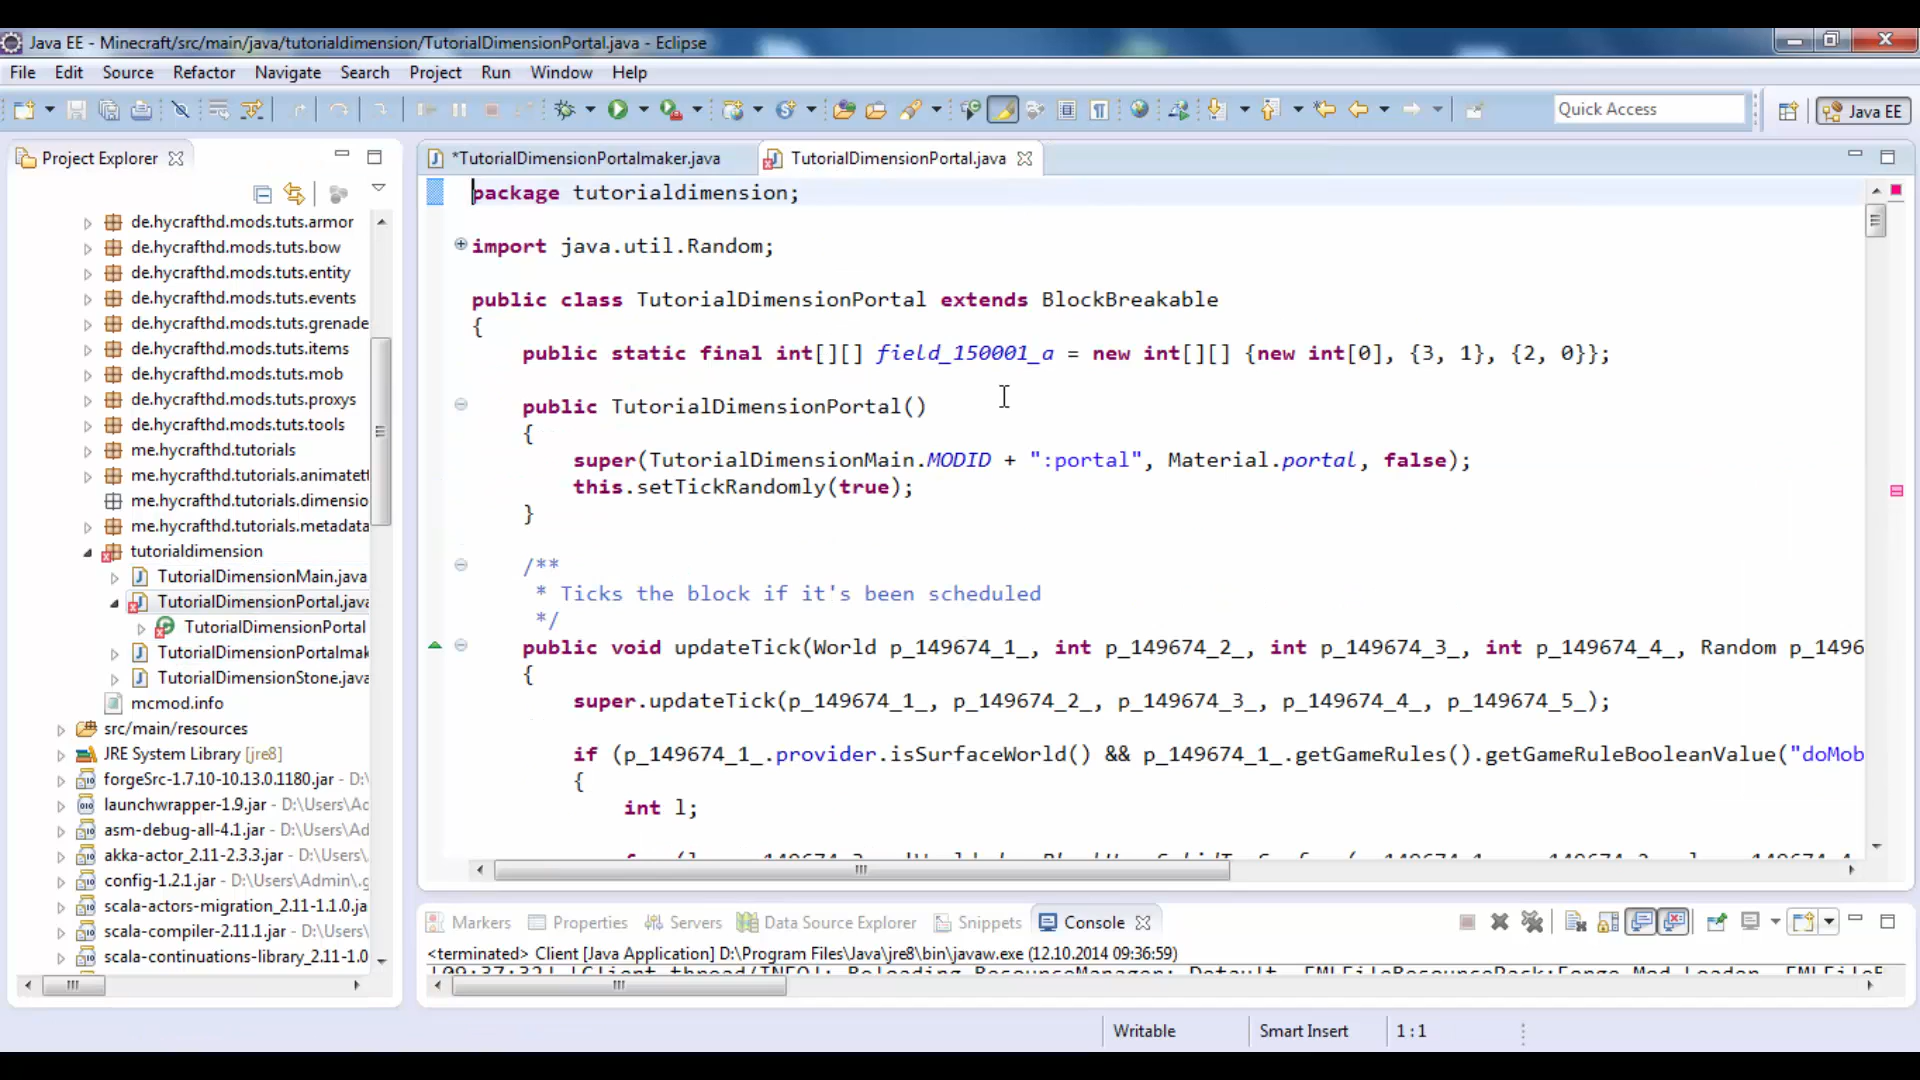 Java EE - Minecraft/src/main/java/tutorialdimension/TutorialDimensionPortal.java - Eclipse
File Edit Source Refactor Navigate Search Project Run Window Help
Quick Access
Java EE
Project Explorer
de.hycrafthd.mods.tuts.armor
de.hycrafthd.mods.tuts.bow
de.hycrafthd.mods.tuts.entity
de.hycrafthd.mods.tuts.events
de.hycrafthd.mods.tuts.grenade
de.hycrafthd.mods.tuts.items
de.hycrafthd.mods.tuts.mob
de.hycrafthd.mods.tuts.proxys
de.hycrafthd.mods.tuts.tools
me.hycrafthd.tutorials
me.hycrafthd.tutorials.animatet
me.hycrafthd.tutorials.dimensio
me.hycrafthd.tutorials.metadata
tutorialdimension
TutorialDimensionMain.java
TutorialDimensionPortal.java
TutorialDimensionPortal
TutorialDimensionPortalmak
TutorialDimensionStone.java
mcmod.info
src/main/resources
JRE System Library [jre8]
forgeSrc-1.7.10-10.13.0.1180.jar - D:\
launchwrapper-1.9.jar - D:\Users\Ac
asm-debug-all-4.1.jar - D:\Users\Ad
akka-actor_2.11-2.3.3.jar - D:\Users\
config-1.2.1.jar - D:\Users\Admin\.g
scala-actors-migration_2.11-1.1.0.ja
scala-compiler-2.11.1.jar - D:\Users\
scala-continuations-library_2.11-1.0
*TutorialDimensionPortalmaker.java
TutorialDimensionPortal.java
package tutorialdimension;
import java.util.Random;
public class TutorialDimensionPortal extends BlockBreakable
{
public static final int[][] field_150001_a = new int[][] {new int[0], {3, 1}, {2, 0}};
public TutorialDimensionPortal()
{
super(TutorialDimensionMain.MODID + ":portal", Material.portal, false);
this.setTickRandomly(true);
}
/**
* Ticks the block if it's been scheduled
*/
public void updateTick(World p_149674_1_, int p_149674_2_, int p_149674_3_, int p_149674_4_, Random p_1496
{
super.updateTick(p_149674_1_, p_149674_2_, p_149674_3_, p_149674_4_, p_149674_5_);
if (p_149674_1_.provider.isSurfaceWorld() && p_149674_1_.getGameRules().getGameRuleBooleanValue("doMob
{
int l;
Markers Properties Servers Data Source Explorer Snippets Console
<terminated> Client [Java Application] D:\Program Files\Java\jre8\bin\javaw.exe (12.10.2014 09:36:59)
[09:37:32] [Client thread/INFO]: Reloading ResourceManager: Default, FMLFileResourcePack:Forge Mod Loader, FMLFileR
Writable Smart Insert 1 : 1